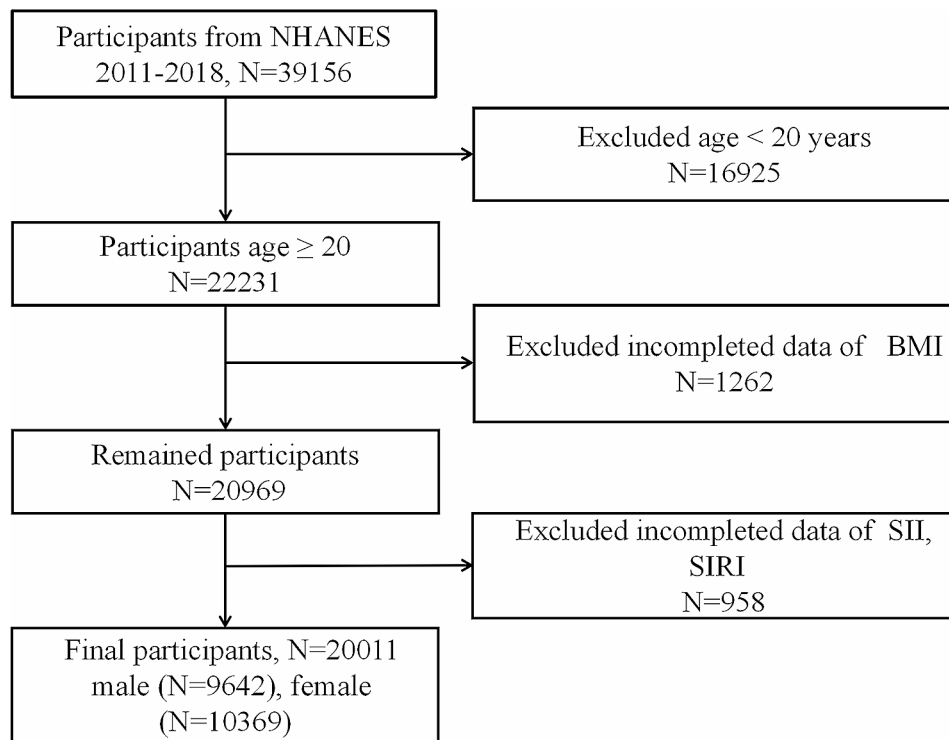 Participants from NHANES
2011-2018, N=39156
Excluded age < 20 years
N=16925
Participants age ≥ 20
N=22231
Excluded incompleted data of BMI
N=1262
Remained participants
N=20969
Excluded incompleted data of SII,
SIRI
N=958
Final participants, N=20011
male (N=9642), female
(N=10369)